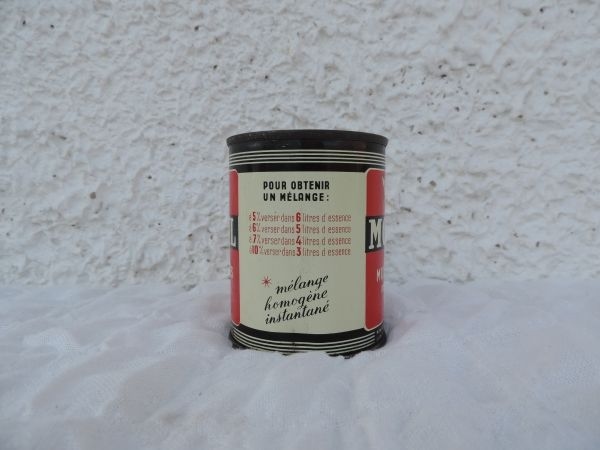 POUR OBTENIR
UN MÉLANGE:
à 5% verser dans 6 litres d essence
à 6% verser dans 5 litres d essence
à 7% verser dans 4 litres d essence
à 10% verser dans 3 litres d essence
* mélange
homogène
instantané
L
M
M